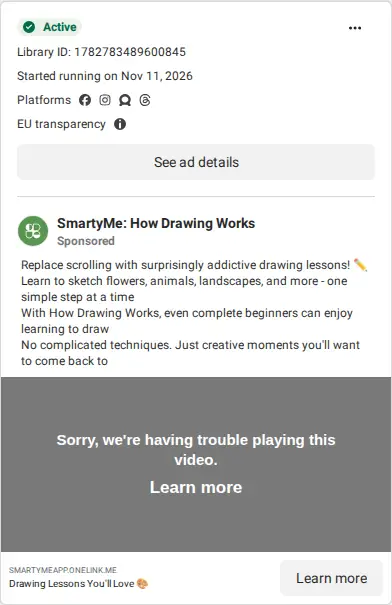 Active
Library ID: 1782783489600845
Started running on Nov 11, 2026
Platforms
EU transparency
See ad details
SmartyMe: How Drawing Works
Sponsored
Replace scrolling with surprisingly addictive drawing lessons! ✏️
Learn to sketch flowers, animals, landscapes, and more - one
simple step at a time
With How Drawing Works, even complete beginners can enjoy
learning to draw
No complicated techniques. Just creative moments you'll want
to come back to
Sorry, we're having trouble playing this
video.
Learn more
SMARTYMEAPP.ONELINK.ME
Drawing Lessons You'll Love 🎨
Learn more